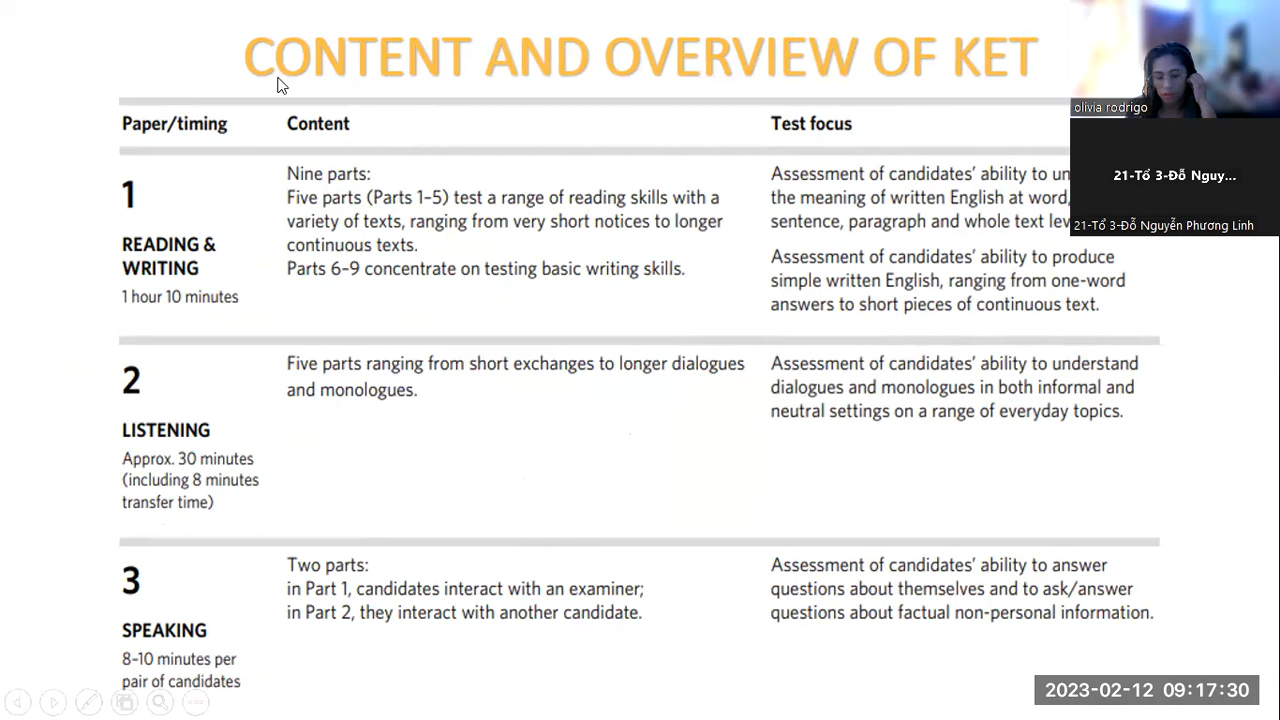 CONTENT AND OVERVIEW OF KET
olivia rodrigo
Paper/timing Content Test focus
21-Tổ 3-Đỗ Nguy...
21-Tổ 3-Đỗ Nguyễn Phương Linh
1
READING &
WRITING
1 hour 10 minutes
Nine parts:
Five parts (Parts 1–5) test a range of reading skills with a
variety of texts, ranging from very short notices to longer
continuous texts.
Parts 6–9 concentrate on testing basic writing skills.
Assessment of candidates' ability to un
the meaning of written English at word,
sentence, paragraph and whole text lev
Assessment of candidates' ability to produce
simple written English, ranging from one-word
answers to short pieces of continuous text.
2
LISTENING
Approx. 30 minutes
(including 8 minutes
transfer time)
Five parts ranging from short exchanges to longer dialogues
and monologues.
Assessment of candidates' ability to understand
dialogues and monologues in both informal and
neutral settings on a range of everyday topics.
3
SPEAKING
8–10 minutes per
pair of candidates
Two parts:
in Part 1, candidates interact with an examiner;
in Part 2, they interact with another candidate.
Assessment of candidates' ability to answer
questions about themselves and to ask/answer
questions about factual non-personal information.
2023-02-12 09:17:30